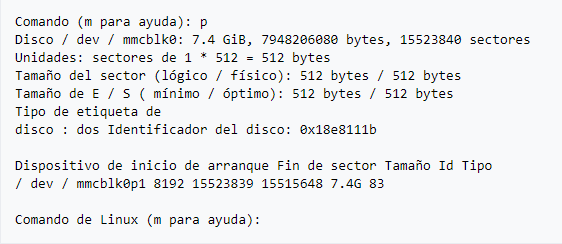 Comando (m para ayuda): p
Disco / dev / mmcblk0: 7.4 GiB, 7948206080 bytes, 15523840 sectores
Unidades: sectores de 1 * 512 = 512 bytes
Tamaño del sector (lógico / físico): 512 bytes / 512 bytes
Tamaño de E / S ( mínimo / óptimo): 512 bytes / 512 bytes
Tipo de etiqueta de
disco : dos Identificador del disco: 0x18e8111b
Dispositivo de inicio de arranque Fin de sector Tamaño Id Tipo
/ dev / mmcblk0p1 8192 15523839 15515648 7.4G 83
Comando de Linux (m para ayuda):